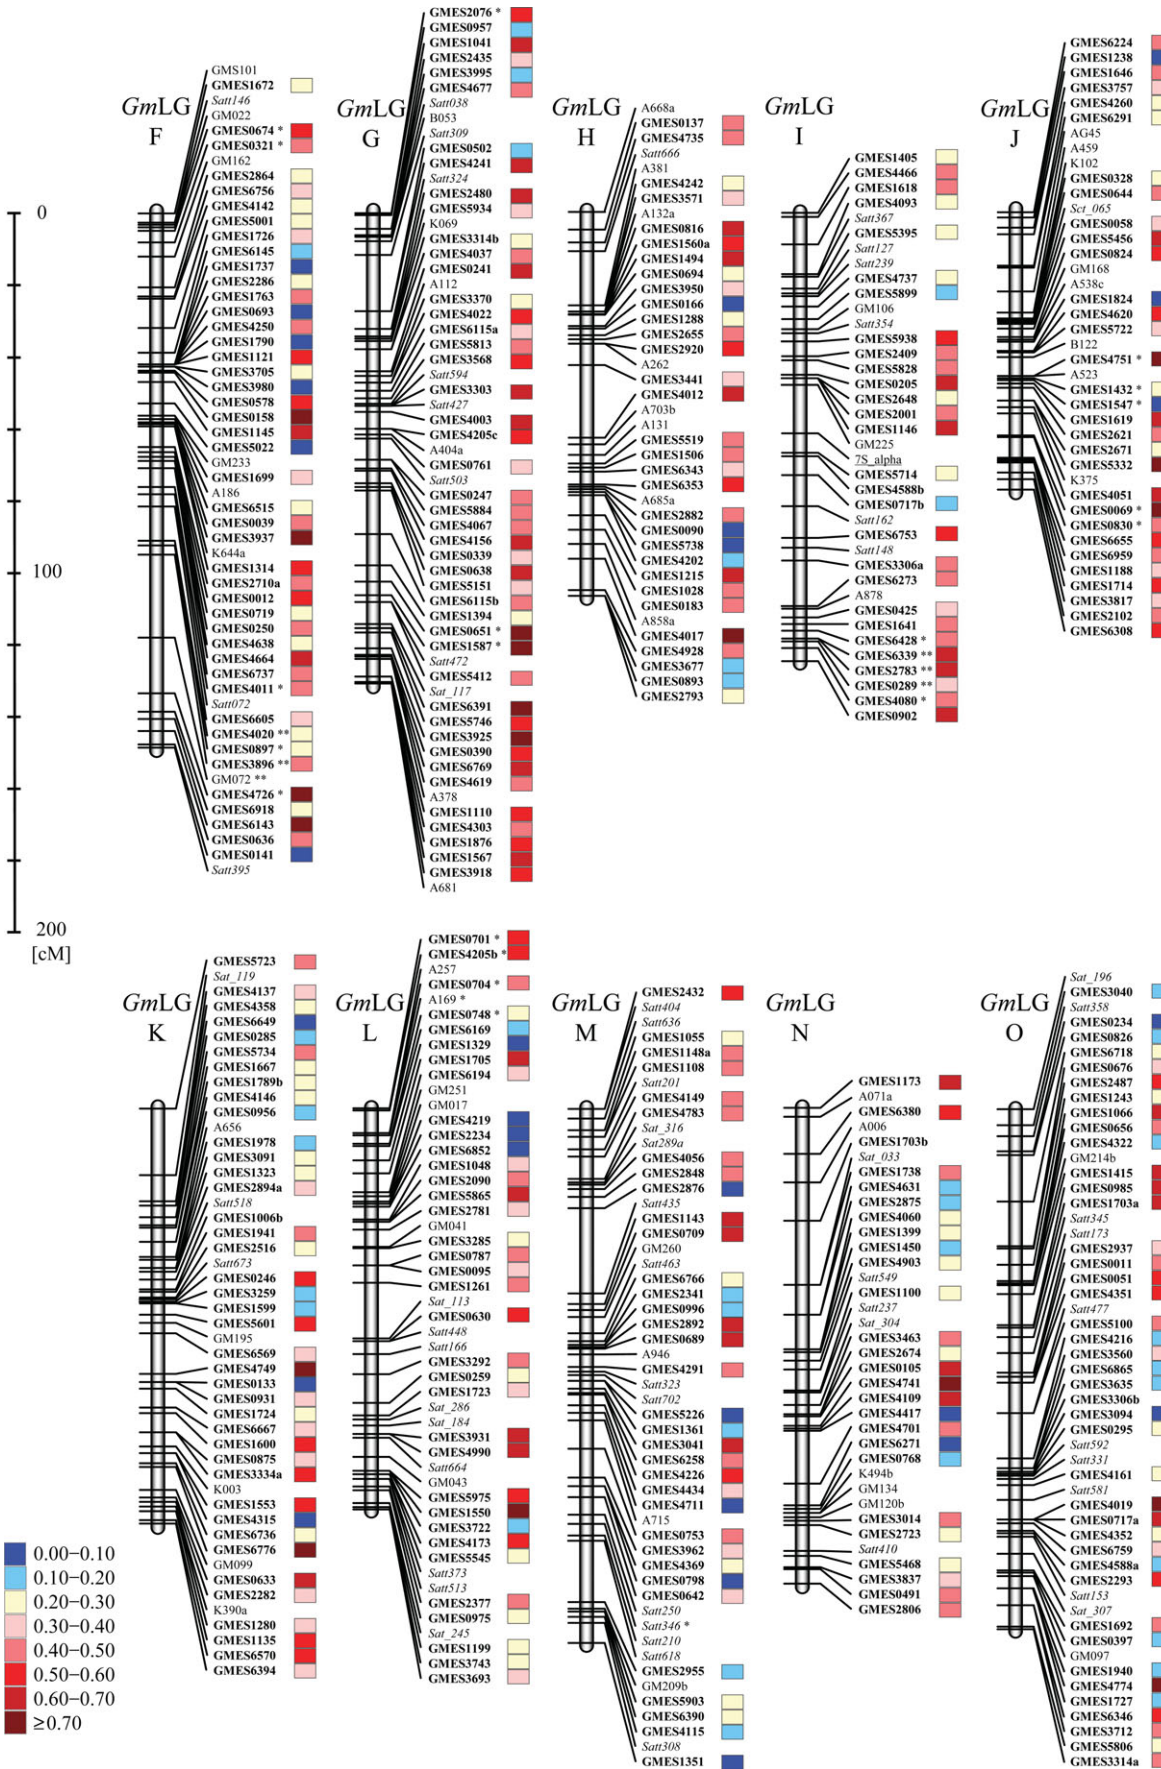 GmLG
F
GMS101
GMES1672
Satt146
GM022
GMES0674 *
GMES0321 *
GM162
GMES2864
GMES6756
GMES4142
GMES5001
GMES1726
GMES6145
GMES1737
GMES2286
GMES1763
GMES0693
GMES4250
GMES1790
GMES1121
GMES3705
GMES3980
GMES0578
GMES0158
GMES1145
GMES5022
GM233
GMES1699
A186
GMES6515
GMES0039
GMES3937
K644a
GMES1314
GMES2710a
GMES0012
GMES0719
GMES0250
GMES4638
GMES4664
GMES6737
GMES4011 *
Satt072
GMES6605
GMES4020 **
GMES0897 *
GMES3896 **
GM072 **
GMES4726 *
GMES6918
GMES6143
GMES0636
GMES0141
Satt395
GmLG
G
GMES2076 *
GMES0957
GMES1041
GMES2435
GMES3995
GMES4677
Satt038
B053
Satt309
GMES0502
GMES4241
Satt324
GMES2480
GMES5934
K069
GMES3314b
GMES4037
GMES0241
A112
GMES3370
GMES4022
GMES6115a
GMES5813
GMES3568
Satt594
GMES3303
Satt427
GMES4003
GMES4205c
A404a
GMES0761
Satt503
GMES0247
GMES5884
GMES4067
GMES4156
GMES0339
GMES0638
GMES5151
GMES6115b
GMES1394
GMES0651 *
GMES1587 *
Satt472
GMES5412
Sat_117
GMES6391
GMES5746
GMES3925
GMES0390
GMES6769
GMES4619
A378
GMES1110
GMES4303
GMES1876
GMES1567
GMES3918
A681
GmLG
H
A668a
GMES0137
GMES4735
Satt666
A381
GMES4242
GMES3571
A132a
GMES0816
GMES1560a
GMES1494
GMES0694
GMES3950
GMES0166
GMES1288
GMES2655
GMES2920
A262
GMES3441
GMES4012
A703b
A131
GMES5519
GMES1506
GMES6343
GMES6353
A685a
GMES2882
GMES0090
GMES5738
GMES4202
GMES1215
GMES1028
GMES0183
A858a
GMES4017
GMES4928
GMES3677
GMES0893
GMES2793
GmLG
I
GMES1405
GMES4466
GMES1618
GMES4093
Satt367
GMES5395
Satt127
Satt239
GMES4737
GMES5899
GM106
Satt354
GMES5938
GMES2409
GMES5828
GMES0205
GMES2648
GMES2001
GMES1146
GM225
7S_alpha
GMES5714
GMES4588b
GMES0717b
Satt162
GMES6753
Satt148
GMES3306a
GMES6273
A878
GMES0425
GMES1641
GMES6428 *
GMES6339 **
GMES2783 **
GMES0289 **
GMES4080 *
GMES0902
GmLG
J
GMES6224
GMES1238
GMES1646
GMES3757
GMES4260
GMES6291
AG45
A459
K102
GMES0328
GMES0644
Sct_065
GMES0058
GMES5456
GMES0824
GM168
A538c
GMES1824
GMES4620
GMES5722
B122
GMES4751 *
A523
GMES1432 *
GMES1547 *
GMES1619
GMES2621
GMES2671
GMES5332
K375
GMES4051
GMES0069 *
GMES0830 *
GMES6655
GMES6959
GMES1188
GMES1714
GMES3817
GMES2102
GMES6308
0
100
200
[cM]
GmLG
K
GMES5723
Sat_119
GMES4137
GMES4358
GMES6649
GMES0285
GMES5734
GMES1667
GMES1789b
GMES4146
GMES0956
A656
GMES1978
GMES3091
GMES1323
GMES2894a
Satt518
GMES1006b
GMES1941
GMES2516
Satt673
GMES0246
GMES3259
GMES1599
GMES5601
GM195
GMES6569
GMES4749
GMES0133
GMES0931
GMES1724
GMES6667
GMES1600
GMES0875
GMES3334a
K003
GMES1553
GMES4315
GMES6736
GMES6776
GM099
GMES0633
GMES2282
K390a
GMES1280
GMES1135
GMES6570
GMES6394
GmLG
L
GMES0701 *
GMES4205b *
A257
GMES0704 *
A169 *
GMES0748 *
GMES6169
GMES1329
GMES1705
GMES6194
GM251
GM017
GMES4219
GMES2234
GMES6852
GMES1048
GMES2090
GMES5865
GMES2781
GM041
GMES3285
GMES0787
GMES0095
GMES1261
Sat_113
GMES0630
Satt448
Satt166
GMES3292
GMES0259
GMES1723
Sat_286
Sat_184
GMES3931
GMES4990
Satt664
GM043
GMES5975
GMES1550
GMES3722
GMES4173
GMES5545
Satt373
Satt513
GMES2377
GMES0975
Sat_245
GMES1199
GMES3743
GMES3693
GmLG
M
GMES2432
Satt404
Satt636
GMES1055
GMES1148a
GMES1108
Satt201
GMES4149
GMES4783
Sat_316
Sat289a
GMES4056
GMES2848
GMES2876
Satt435
GMES1143
GMES0709
GM260
Satt463
GMES6766
GMES2341
GMES0996
GMES2892
GMES0689
A946
GMES4291
Satt323
Satt702
GMES5226
GMES1361
GMES3041
GMES6258
GMES4226
GMES4434
GMES4711
A715
GMES0753
GMES3962
GMES4369
GMES0798
GMES0642
Satt250
Satt346 *
Satt210
Satt618
GMES2955
GM209b
GMES5903
GMES6390
GMES4115
Satt308
GMES1351
GmLG
N
GMES1173
A071a
GMES6380
A006
GMES1703b
Sat_033
GMES1738
GMES4631
GMES2875
GMES4060
GMES1399
GMES1450
GMES4903
Satt549
GMES1100
Satt237
Sat_304
GMES3463
GMES2674
GMES0105
GMES4741
GMES4109
GMES4417
GMES4701
GMES6271
GMES0768
K494b
GM134
GM120b
GMES3014
GMES2723
Satt410
GMES5468
GMES3837
GMES0491
GMES2806
GmLG
O
Sat_196
GMES3040
Satt358
GMES0234
GMES0826
GMES6718
GMES0676
GMES2487
GMES1243
GMES1066
GMES0656
GMES4322
GM214b
GMES1415
GMES0985
GMES1703a
Satt345
Satt173
GMES2937
GMES0011
GMES0051
GMES4351
Satt477
GMES5100
GMES4216
GMES3560
GMES6865
GMES3635
GMES3306b
GMES3094
GMES0295
Satt592
Satt331
GMES4161
Satt581
GMES4019
GMES0717a
GMES4352
GMES6759
GMES4588a
GMES2293
Satt153
Sat_307
GMES1692
GMES0397
GM097
GMES1940
GMES4774
GMES1727
GMES6346
GMES3712
GMES5806
GMES3314a
0.00−0.10
0.10−0.20
0.20−0.30
0.30−0.40
0.40−0.50
0.50−0.60
0.60−0.70
≥0.70